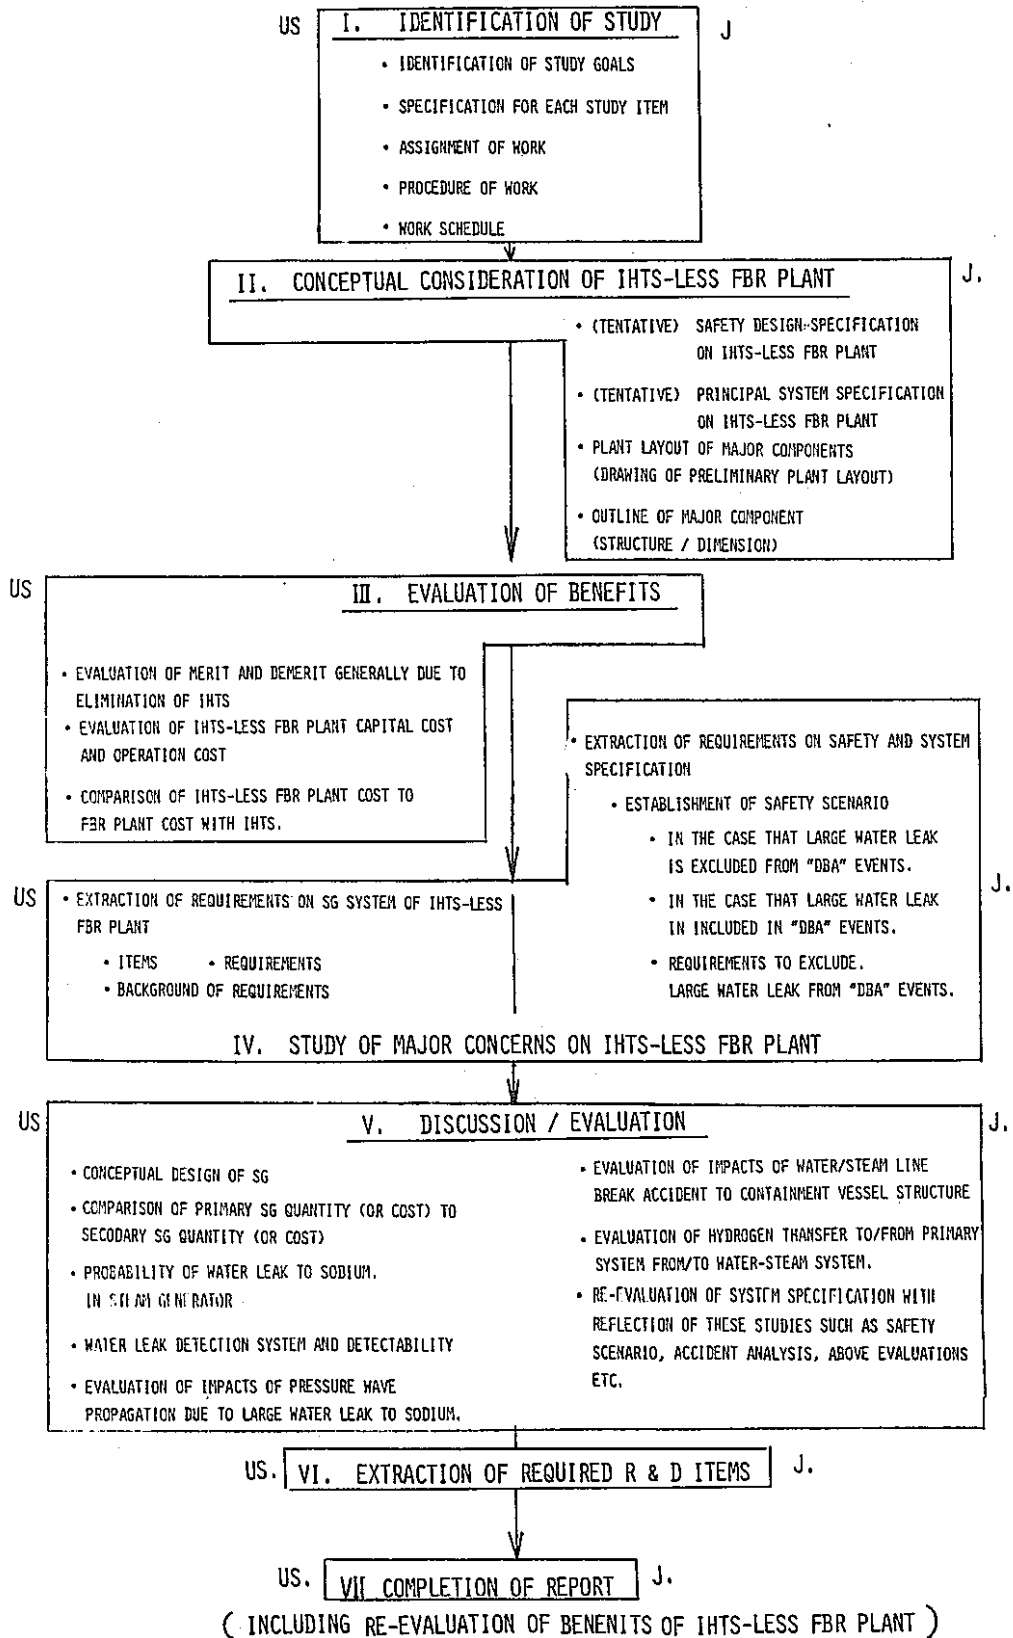 US
I. IDENTIFICATION OF STUDY
J
• IDENTIFICATION OF STUDY GOALS
• SPECIFICATION FOR EACH STUDY ITEM
• ASSIGNMENT OF WORK
• PROCEDURE OF WORK
• WORK SCHEDULE
II. CONCEPTUAL CONSIDERATION OF IHTS-LESS FBR PLANT
J.
• (TENTATIVE) SAFETY DESIGN-SPECIFICATION
ON IHTS-LESS FBR PLANT
• (TENTATIVE) PRINCIPAL SYSTEM SPECIFICATION
ON IHTS-LESS FBR PLANT
• PLANT LAYOUT OF MAJOR COMPONENTS
(DRAWING OF PRELIMINARY PLANT LAYOUT)
• OUTLINE OF MAJOR COMPONENT
(STRUCTURE / DIMENSION)
US
III. EVALUATION OF BENEFITS
• EVALUATION OF MERIT AND DEMERIT GENERALLY DUE TO
ELIMINATION OF IHTS
• EVALUATION OF IHTS-LESS FBR PLANT CAPITAL COST
AND OPERATION COST
• COMPARISON OF IHTS-LESS FBR PLANT COST TO
FBR PLANT COST WITH IHTS.
• EXTRACTION OF REQUIREMENTS ON SAFETY AND SYSTEM
SPECIFICATION
• ESTABLISHMENT OF SAFETY SCENARIO
• IN THE CASE THAT LARGE WATER LEAK
IS EXCLUDED FROM "DBA" EVENTS.
• IN THE CASE THAT LARGE WATER LEAK
IN INCLUDED IN "DBA" EVENTS.
• REQUIREMENTS TO EXCLUDE.
LARGE WATER LEAK FROM "DBA" EVENTS.
J.
US
• EXTRACTION OF REQUIREMENTS ON SG SYSTEM OF IHTS-LESS
FBR PLANT
• ITEMS • REQUIREMENTS
• BACKGROUND OF REQUIREMENTS
IV. STUDY OF MAJOR CONCERNS ON IHTS-LESS FBR PLANT
US
V. DISCUSSION / EVALUATION
J.
• CONCEPTUAL DESIGN OF SG
• COMPARISON OF PRIMARY SG QUANTITY (OR COST) TO
SECODARY SG QUANTITY (OR COST)
• PROBABILITY OF WATER LEAK TO SODIUM.
IN STEAM GENERATOR
• WATER LEAK DETECTION SYSTEM AND DETECTABILITY
• EVALUATION OF IMPACTS OF PRESSURE WAVE
PROPAGATION DUE TO LARGE WATER LEAK TO SODIUM.
• EVALUATION OF IMPACTS OF WATER/STEAM LINE
BREAK ACCIDENT TO CONTAINMENT VESSEL STRUCTURE
• EVALUATION OF HYDROGEN TRANSFER TO/FROM PRIMARY
SYSTEM FROM/TO WATER-STEAM SYSTEM.
• RE-EVALUATION OF SYSTEM SPECIFICATION WITH
REFLECTION OF THESE STUDIES SUCH AS SAFETY
SCENARIO, ACCIDENT ANALYSIS, ABOVE EVALUATIONS
ETC.
US.
VI. EXTRACTION OF REQUIRED R & D ITEMS
J.
US.
VII COMPLETION OF REPORT
J.
( INCLUDING RE-EVALUATION OF BENENITS OF IHTS-LESS FBR PLANT )